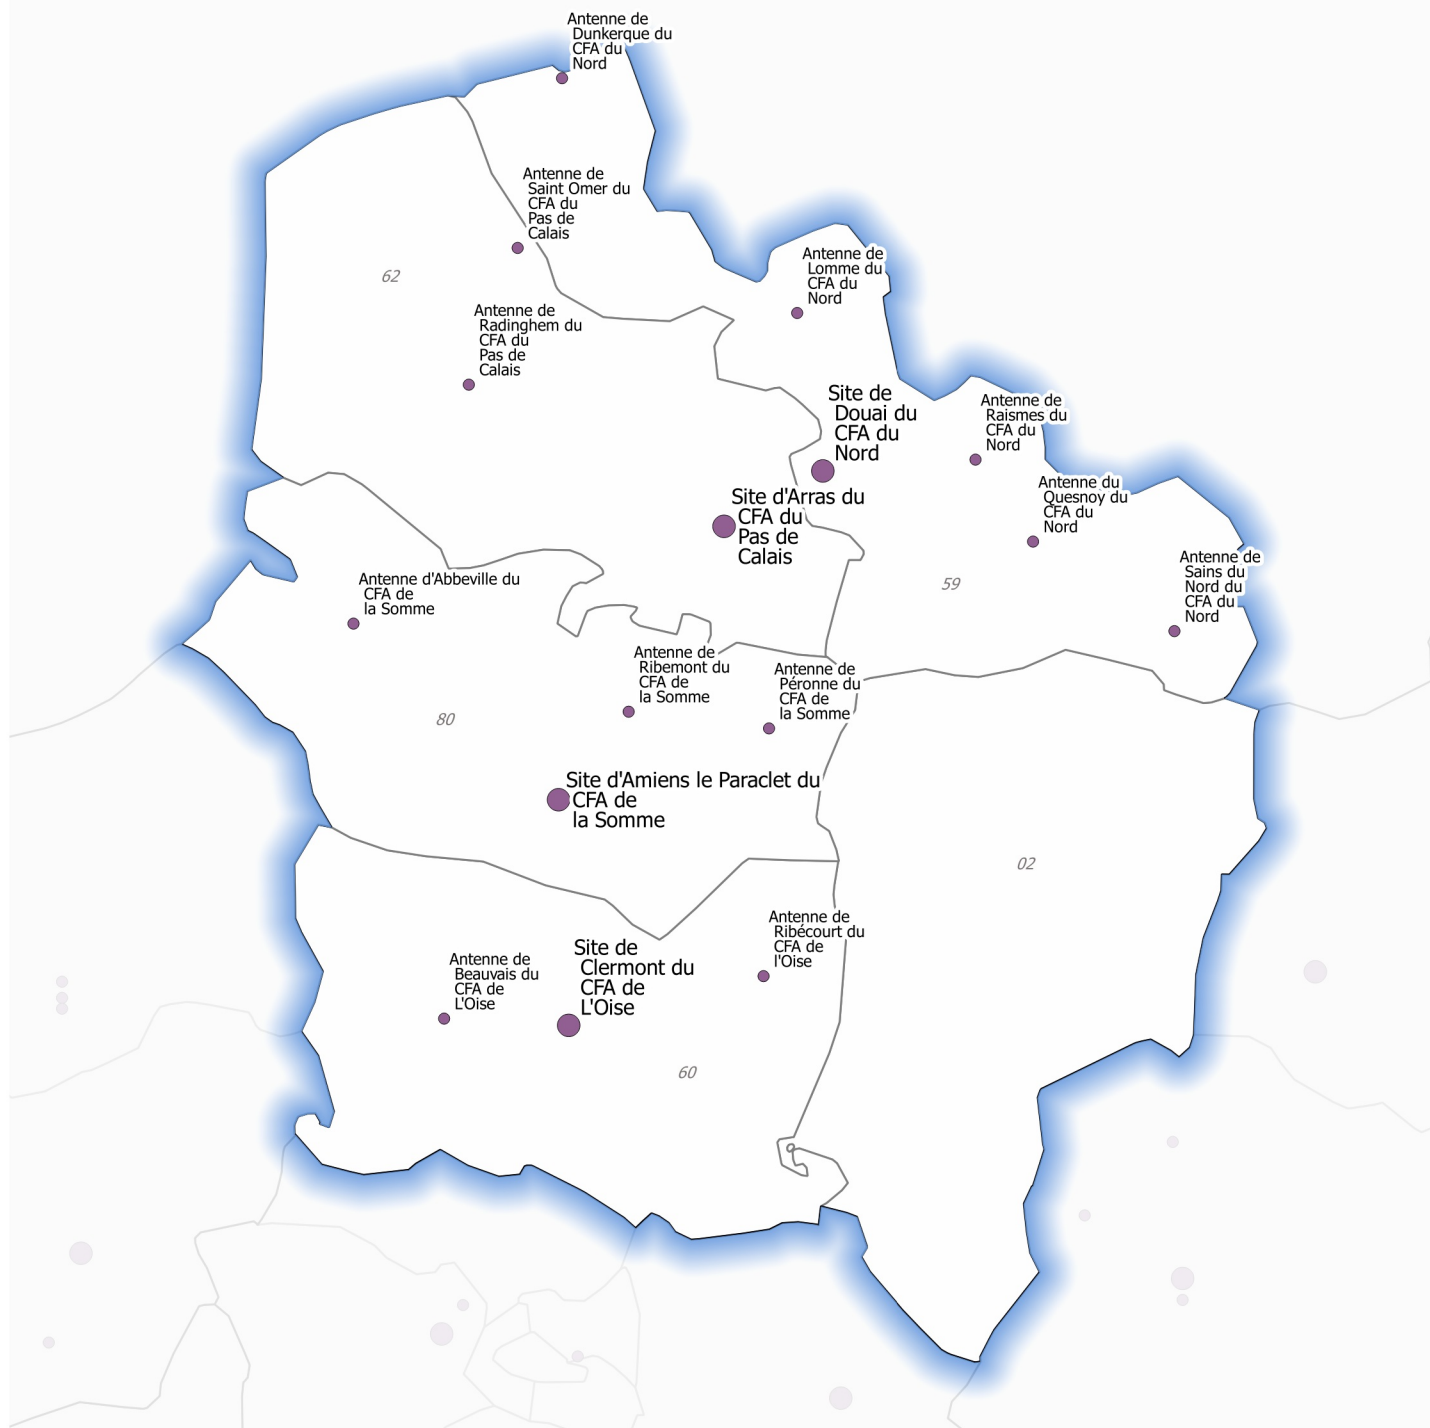 Antenne de
Dunkerque du
CFA du
Nord
Antenne de
Saint Omer du
CFA du
Pas de
Calais
62
Antenne de
Lomme du
CFA du
Nord
Antenne de
Radinghem du
CFA du
Pas de
Calais
Site de
Douai du
CFA du
Nord
Antenne de
Raismes du
CFA du
Nord
Site d'Arras du
CFA du
Pas de
Calais
Antenne du
Quesnoy du
CFA du
Nord
59
Antenne de
Sains du
Nord du
CFA du
Nord
Antenne d'Abbeville du
CFA de
la Somme
Antenne de
Ribemont du
CFA de
la Somme
Antenne de
Péronne du
CFA de
la Somme
80
Site d'Amiens le Paraclet du
CFA de
la Somme
02
Antenne de
Ribécourt du
CFA de
l'Oise
Antenne de
Beauvais du
CFA de
L'Oise
Site de
Clermont du
CFA de
L'Oise
60